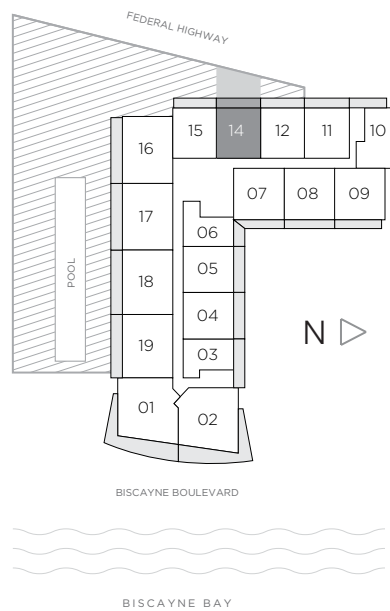 FEDERAL HIGHWAY
15 14 12 11 10
16
07 08 09
17
06
05
POOL
18
04
N
19
03
01
02
BISCAYNE BOULEVARD
BISCAYNE BAY